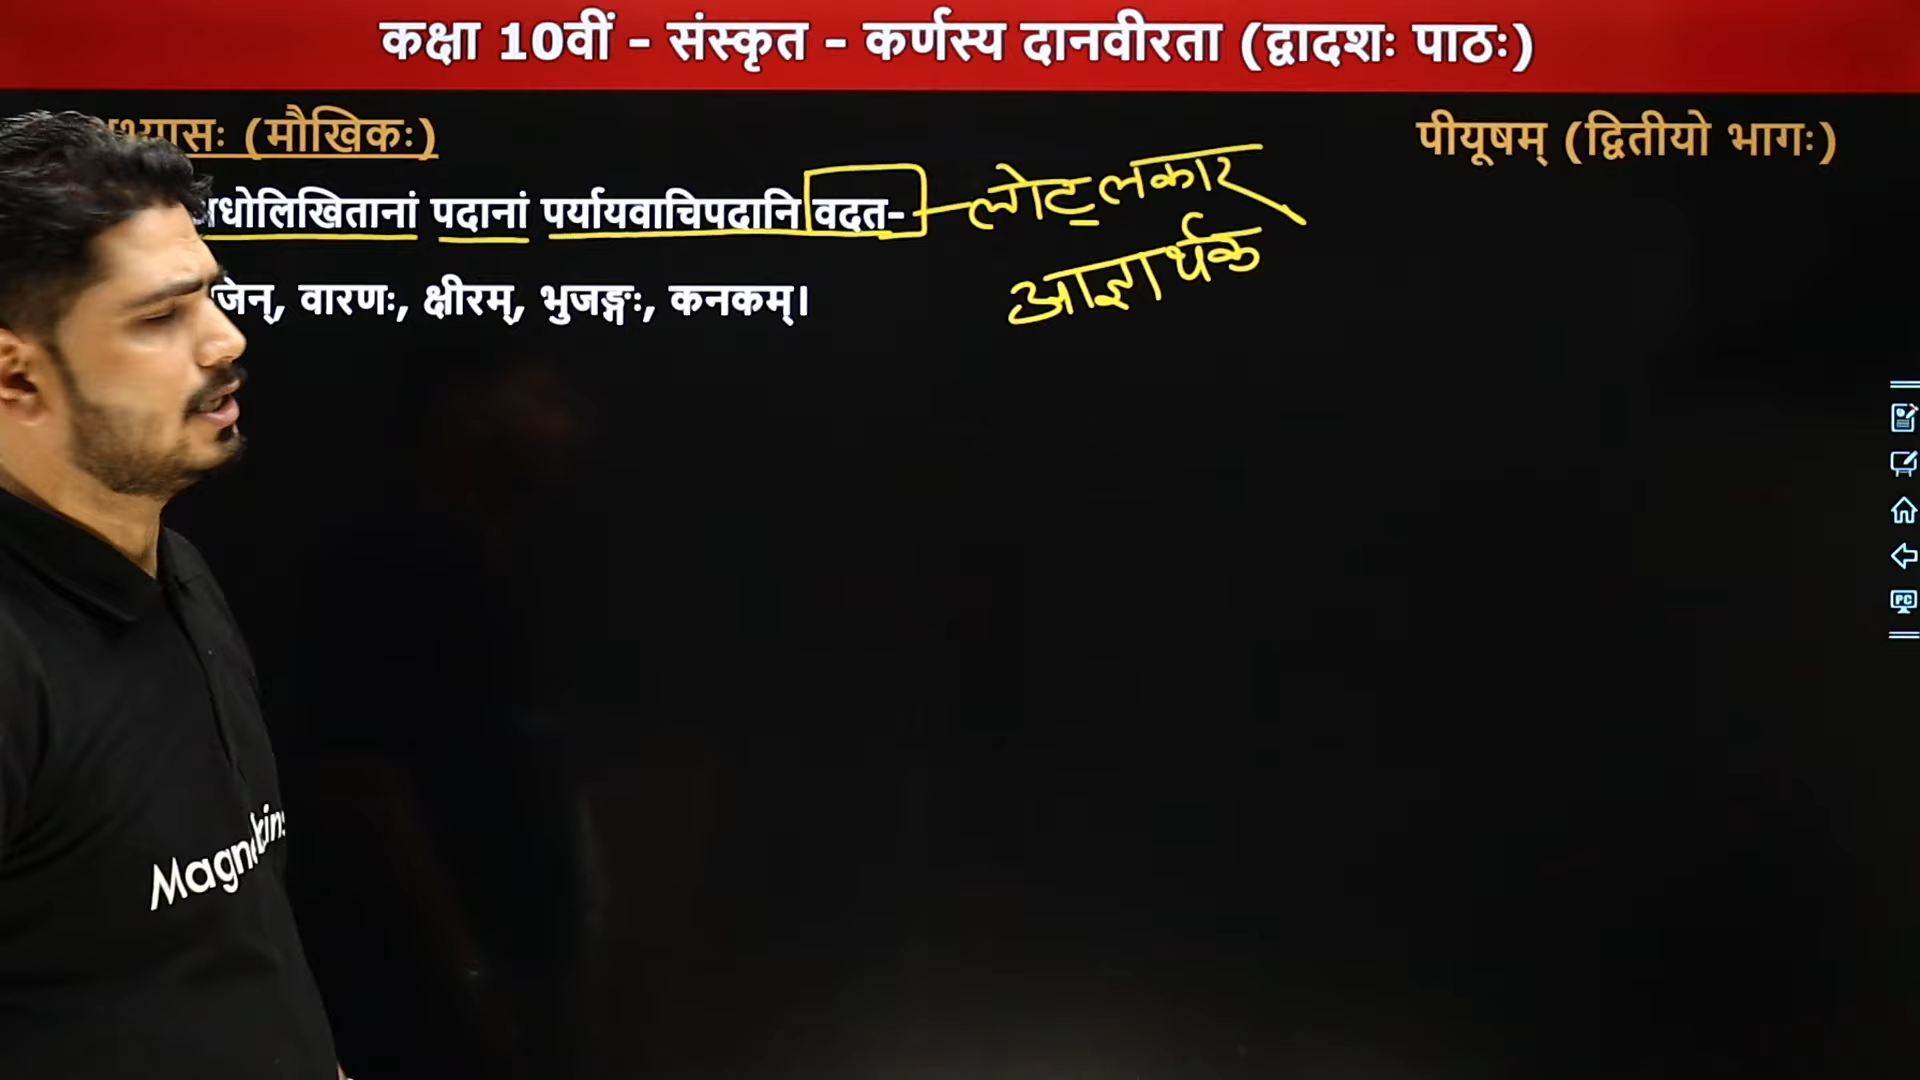 कक्षा 10वीं - संस्कृत - कर्णस्य दानवीरता (द्वादशः पाठः)
(मौखिकः)
पीयूषम् (द्वितीयो भागः)
पदानां पर्यायवाचिपदानि वदत-
लोट् लकार
आज्ञार्थक
वारणः, क्षीरम्, भुजङ्गः, कनकम्।
PC